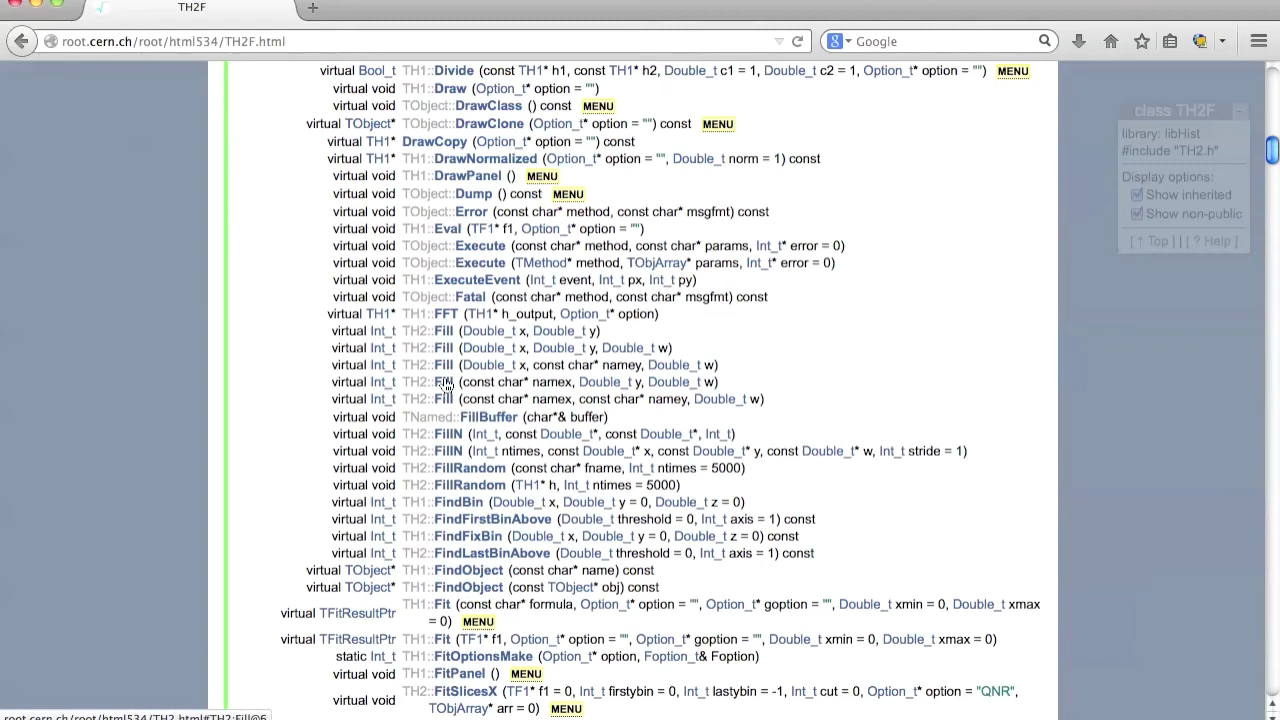 TH2F
root.cern.ch/root/html534/TH2F.html
Google
virtual Bool_t TH1::Divide (const TH1* h1, const TH1* h2, Double_t c1 = 1, Double_t c2 = 1, Option_t* option = "") MENU
virtual void TH1::Draw (Option_t* option = "")
virtual void TObject::DrawClass () const MENU
virtual TObject* TObject::DrawClone (Option_t* option = "") const MENU
virtual TH1* DrawCopy (Option_t* option = "") const
virtual TH1* TH1::DrawNormalized (Option_t* option = "", Double_t norm = 1) const
virtual void TH1::DrawPanel () MENU
virtual void TObject::Dump () const MENU
virtual void TObject::Error (const char* method, const char* msgfmt) const
virtual void TH1::Eval (TF1* f1, Option_t* option = "")
virtual void TObject::Execute (const char* method, const char* params, Int_t* error = 0)
virtual void TObject::Execute (TMethod* method, TObjArray* params, Int_t* error = 0)
virtual void TH1::ExecuteEvent (Int_t event, Int_t px, Int_t py)
virtual void TObject::Fatal (const char* method, const char* msgfmt) const
virtual TH1* TH1::FFT (TH1* h_output, Option_t* option)
virtual Int_t TH2::Fill (Double_t x, Double_t y)
virtual Int_t TH2::Fill (Double_t x, Double_t y, Double_t w)
virtual Int_t TH2::Fill (Double_t x, const char* namey, Double_t w)
virtual Int_t TH2::Fill (const char* namex, Double_t y, Double_t w)
virtual Int_t TH2::Fill (const char* namex, const char* namey, Double_t w)
virtual void TNamed::FillBuffer (char*& buffer)
virtual void TH2::FillN (Int_t, const Double_t*, const Double_t*, Int_t)
virtual void TH2::FillN (Int_t ntimes, const Double_t* x, const Double_t* y, const Double_t* w, Int_t stride = 1)
virtual void TH2::FillRandom (const char* fname, Int_t ntimes = 5000)
virtual void TH2::FillRandom (TH1* h, Int_t ntimes = 5000)
virtual Int_t TH1::FindBin (Double_t x, Double_t y = 0, Double_t z = 0)
virtual Int_t TH2::FindFirstBinAbove (Double_t threshold = 0, Int_t axis = 1) const
virtual Int_t TH1::FindFixBin (Double_t x, Double_t y = 0, Double_t z = 0) const
virtual Int_t TH2::FindLastBinAbove (Double_t threshold = 0, Int_t axis = 1) const
virtual TObject* TH1::FindObject (const char* name) const
virtual TObject* TH1::FindObject (const TObject* obj) const
virtual TFitResultPtr TH1::Fit (const char* formula, Option_t* option = "", Option_t* goption = "", Double_t xmin = 0, Double_t xmax
= 0) MENU
virtual TFitResultPtr TH1::Fit (TF1* f1, Option_t* option = "", Option_t* goption = "", Double_t xmin = 0, Double_t xmax = 0)
static Int_t TH1::FitOptionsMake (Option_t* option, Foption_t& Foption)
virtual void TH1::FitPanel () MENU
virtual void TH2::FitSlicesX (TF1* f1 = 0, Int_t firstybin = 0, Int_t lastybin = -1, Int_t cut = 0, Option_t* option = "QNR",
TObjArray* arr = 0) MENU
class TH2F
library: libHist
#include "TH2.h"
Display options:
Show inherited
Show non-public
[ ↑ Top ] [ ? Help ]
root.cern.ch/root/html534/TH2.html#TH2:Fill@6